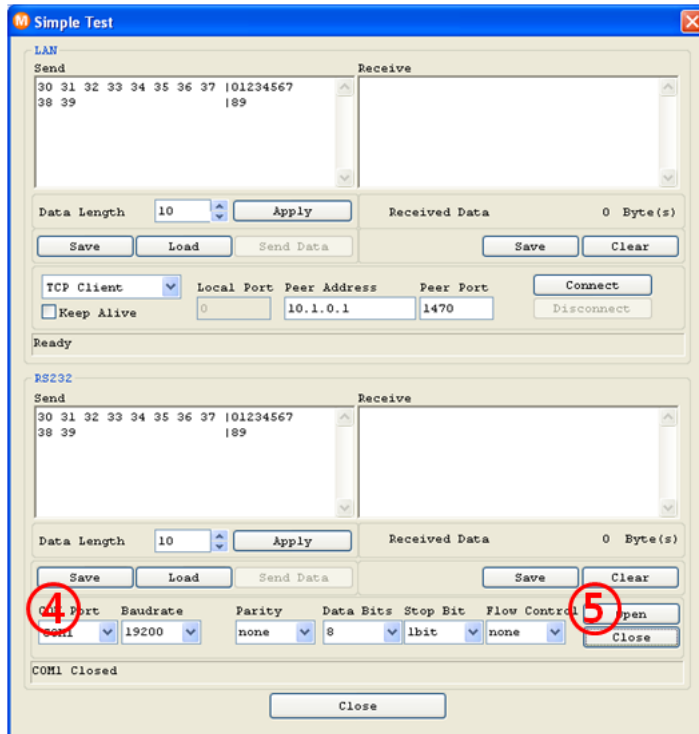 Simple Test
LAN
Send Receive
30 31 32 33 34 35 36 37 |01234567
38 39 |89
Data Length 10 Apply Received Data 0 Byte(s)
Save Load Send Data Save Clear
TCP Client Local Port Peer Address Peer Port Connect
Keep Alive 0 10.1.0.1 1470 Disconnect
Ready
RS232
Send Receive
30 31 32 33 34 35 36 37 |01234567
38 39 |89
Data Length 10 Apply Received Data 0 Byte(s)
Save Load Send Data Save Clear
④ COM Port Baudrate Parity Data Bits Stop Bit Flow Control ⑤ Open
COM1 19200 none 8 1bit none Close
COM1 Closed
Close